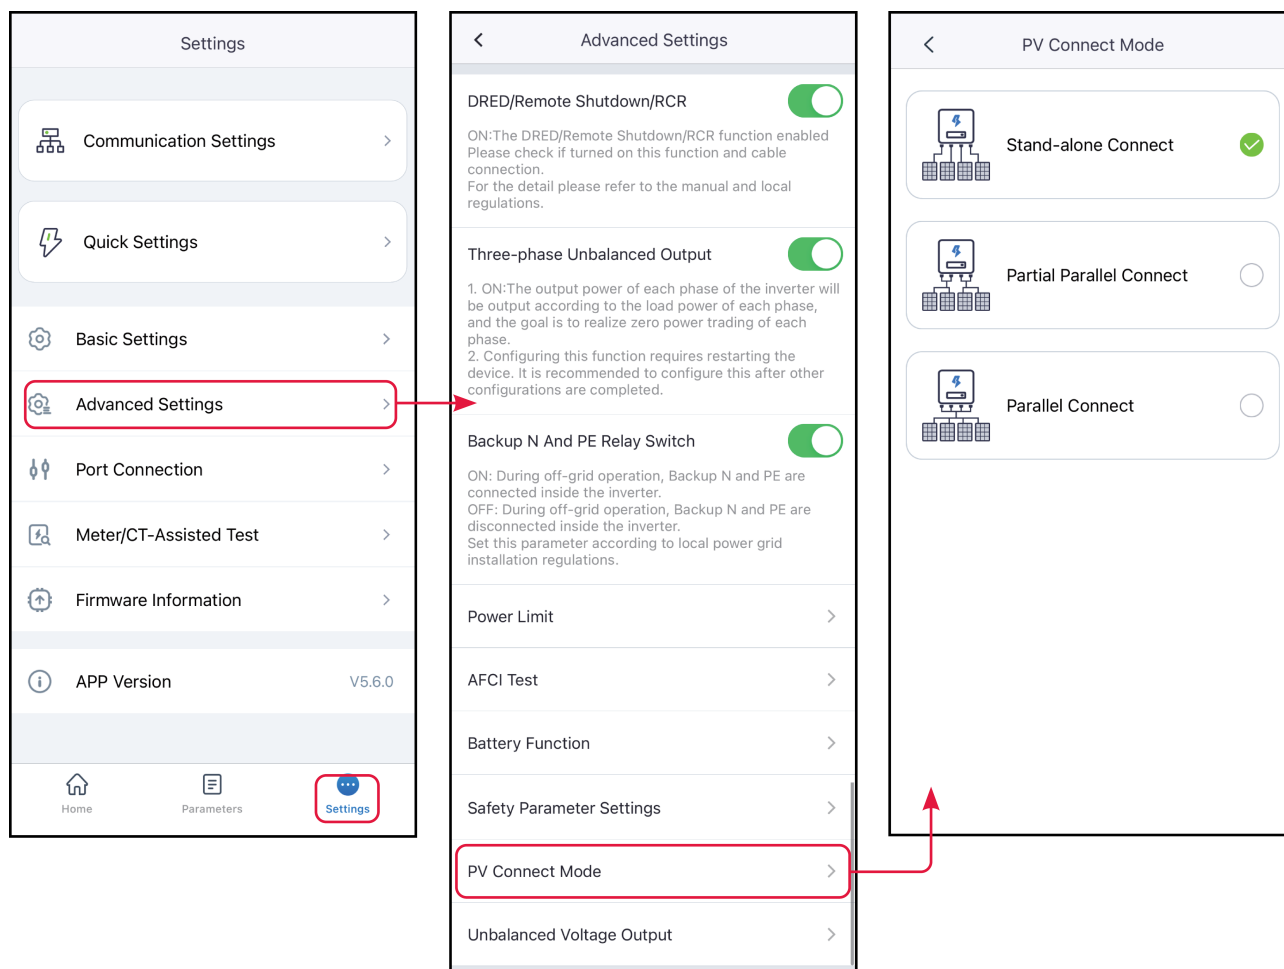 Settings
Communication Settings
Quick Settings
Basic Settings
Advanced Settings
Port Connection
Meter/CT-Assisted Test
Firmware Information
APP Version
V5.6.0
Home
Parameters
Settings
Advanced Settings
DRED/Remote Shutdown/RCR
ON:The DRED/Remote Shutdown/RCR function enabled
Please check if turned on this function and cable
connection.
For the detail please refer to the manual and local
regulations.
Three-phase Unbalanced Output
1. ON:The output power of each phase of the inverter will
be output according to the load power of each phase,
and the goal is to realize zero power trading of each
phase.
2. Configuring this function requires restarting the
device. It is recommended to configure this after other
configurations are completed.
Backup N And PE Relay Switch
ON: During off-grid operation, Backup N and PE are
connected inside the inverter.
OFF: During off-grid operation, Backup N and PE are
disconnected inside the inverter.
Set this parameter according to local power grid
installation regulations.
Power Limit
AFCI Test
Battery Function
Safety Parameter Settings
PV Connect Mode
Unbalanced Voltage Output
PV Connect Mode
Stand-alone Connect
Partial Parallel Connect
Parallel Connect